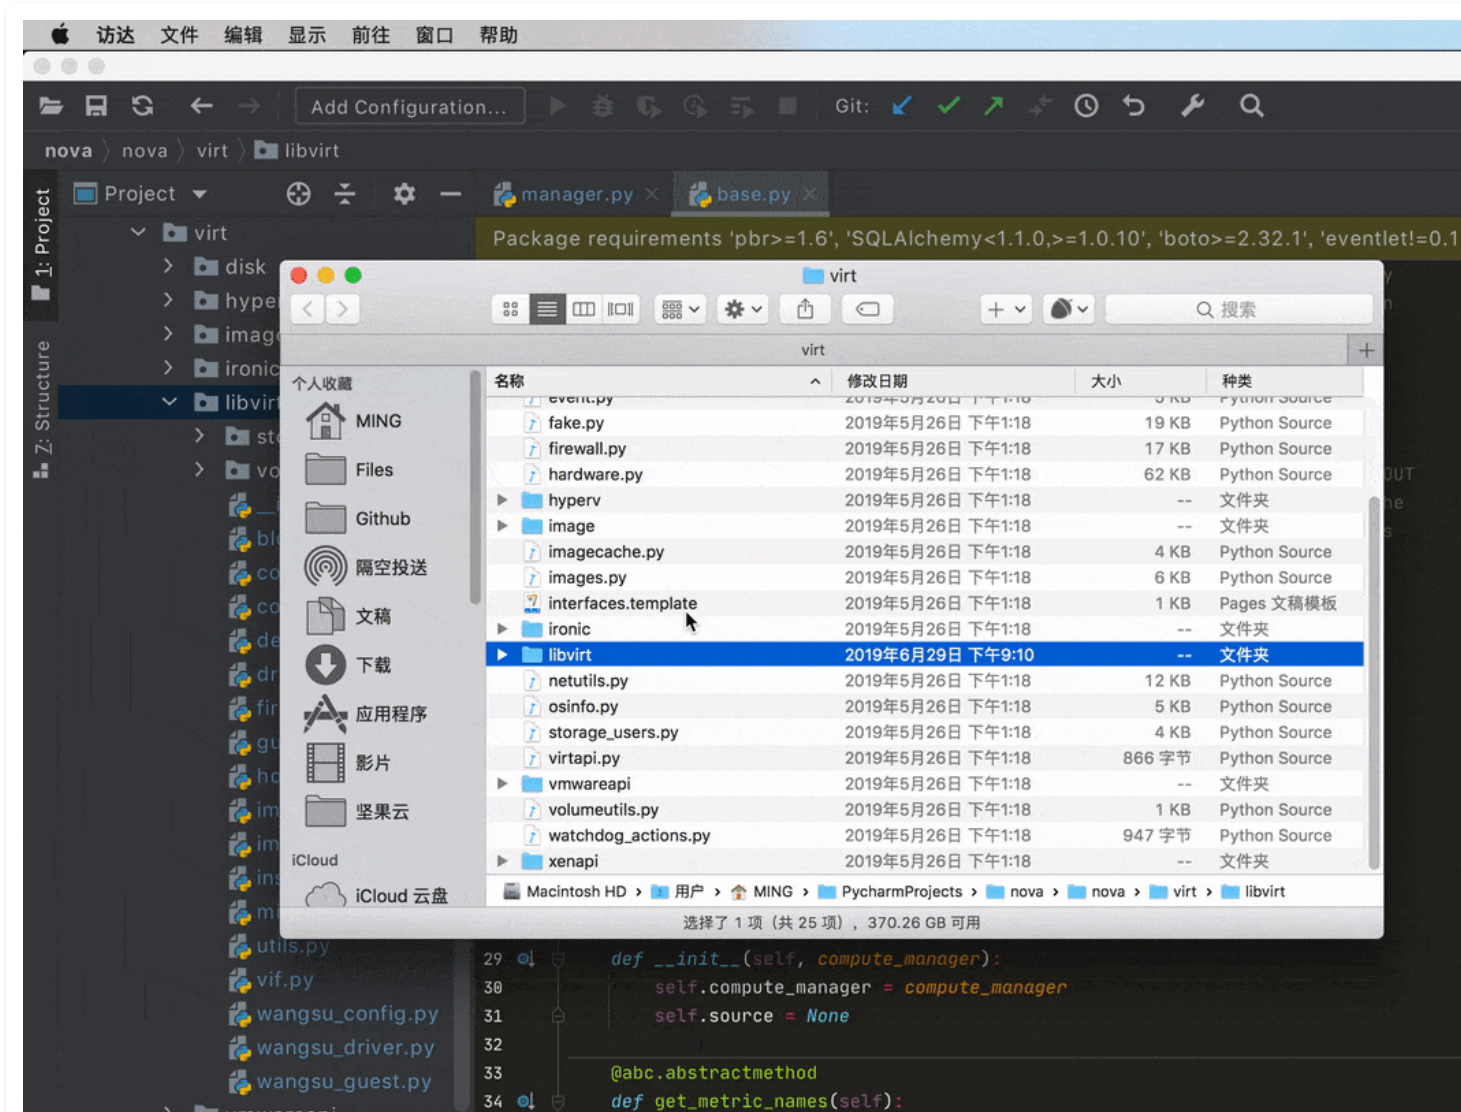 访达 文件 编辑 显示 前往 窗口 帮助
Add Configuration... Git:
nova nova virt libvirt
Project manager.py base.py
1: Project
Z: Structure
virt
disk
hype
image
ironic
libvirt
sto
vo
Package requirements 'pbr>=1.6', 'SQLAlchemy<1.1.0,>=1.0.10', 'boto>=2.32.1', 'eventlet!=0.1
virt
搜索
virt
个人收藏
MING
Files
Github
隔空投送
文稿
下载
应用程序
影片
坚果云
iCloud
iCloud 云盘
名称 修改日期 大小 种类
event.py 2019年5月26日 下午1:18 5 KB Python Source
fake.py 2019年5月26日 下午1:18 19 KB Python Source
firewall.py 2019年5月26日 下午1:18 17 KB Python Source
hardware.py 2019年5月26日 下午1:18 62 KB Python Source
hyperv 2019年5月26日 下午1:18 -- 文件夹
image 2019年5月26日 下午1:18 -- 文件夹
imagecache.py 2019年5月26日 下午1:18 4 KB Python Source
images.py 2019年5月26日 下午1:18 6 KB Python Source
interfaces.template 2019年5月26日 下午1:18 1 KB Pages 文稿模板
ironic 2019年5月26日 下午1:18 -- 文件夹
libvirt 2019年6月29日 下午9:10 -- 文件夹
netutils.py 2019年5月26日 下午1:18 12 KB Python Source
osinfo.py 2019年5月26日 下午1:18 5 KB Python Source
storage_users.py 2019年5月26日 下午1:18 4 KB Python Source
virtapi.py 2019年5月26日 下午1:18 866 字节 Python Source
vmwareapi 2019年5月26日 下午1:18 -- 文件夹
volumeutils.py 2019年5月26日 下午1:18 1 KB Python Source
watchdog_actions.py 2019年5月26日 下午1:18 947 字节 Python Source
xenapi 2019年5月26日 下午1:18 -- 文件夹
Macintosh HD › 用户 › MING › PycharmProjects › nova › nova › virt › libvirt
选择了 1 项（共 25 项），370.26 GB 可用
utils.py
vif.py
wangsu_config.py
wangsu_driver.py
wangsu_guest.py
29 def __init__(self, compute_manager):
30 self.compute_manager = compute_manager
31 self.source = None
32
33 @abc.abstractmethod
34 def get_metric_names(self):